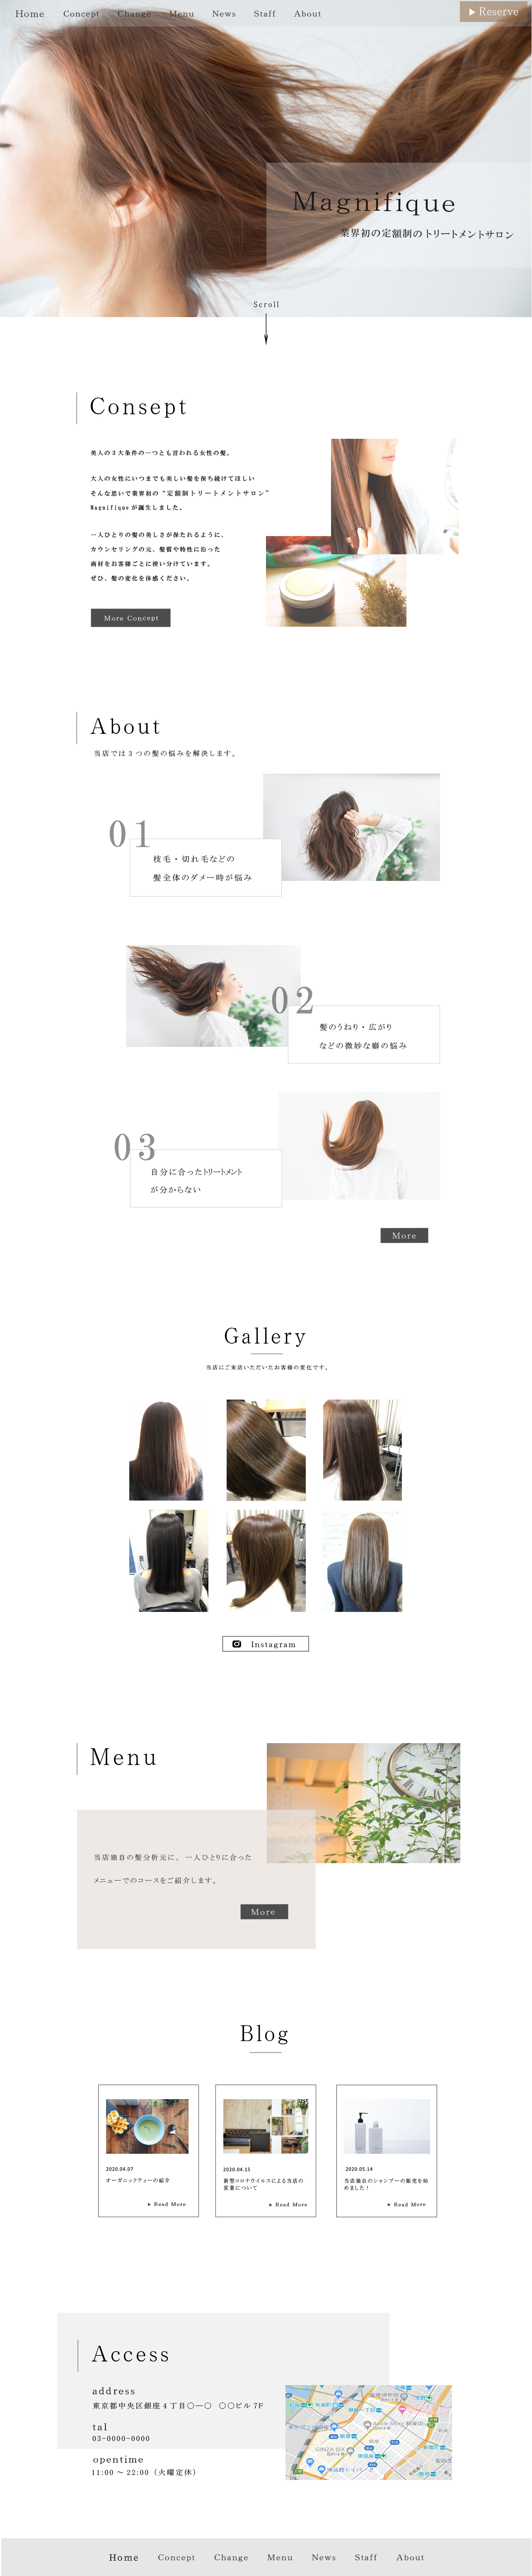 Home Concept Change Menu News Staff About
▶ Reserve
Magnifique
業界初の定額制のトリートメントサロン
Scroll
Consept
美人の３大条件の一つとも言われる女性の髪。
大人の女性にいつまでも美しい髪を保ち続けてほしい
そんな思いで業界初の “定額制トリートメントサロン”
Magnifiqueが誕生しました。
一人ひとりの髪の美しさが保たれるように、
カウンセリングの元、髪質や特性に沿った
商材をお客様ごとに使い分けています。
ぜひ、髪の変化を体感ください。
More Concept
About
当店では３つの髪の悩みを解決します。
01
枝毛・切れ毛などの
髪全体のダメー時が悩み
02
髪のうねり・広がり
などの微妙な癖の悩み
03
自分に合ったトリートメント
が分からない
More
Gallery
当店にご来店いただいたお客様の変化です。
Instagram
Menu
当店独自の髪分析元に、一人ひとりに合った
メニューでのコースをご紹介します。
More
Blog
2020.04.07
オーガニックティーの紹介
▶ Read More
2020.04.15
新型コロナウイルスによる当店の
営業について
▶ Read More
2020.05.14
当店独自のシャンプーの販売を始
めました！
▶ Read More
Access
address
東京都中央区銀座４丁目〇―〇 〇〇ビル7F
tal
03-0000-0000
opentime
11:00～22:00（火曜定休）
GINZA SIX
Home Concept Change Menu News Staff About